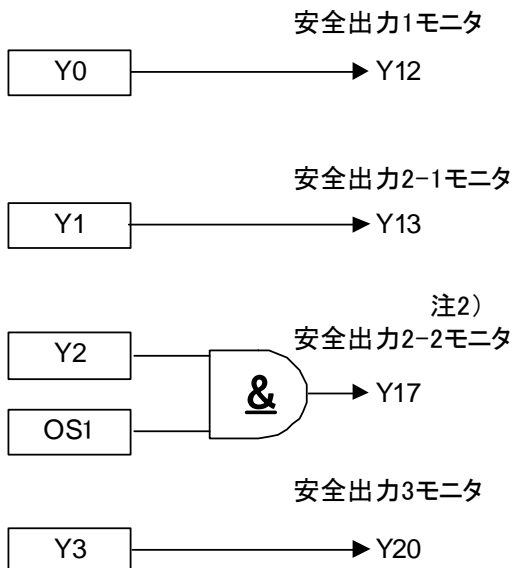 安全出力1モニタ
Y0
Y12
安全出力2-1モニタ
Y1
Y13
注2)
安全出力2-2モニタ
Y2
&
Y17
OS1
安全出力3モニタ
Y3
Y20